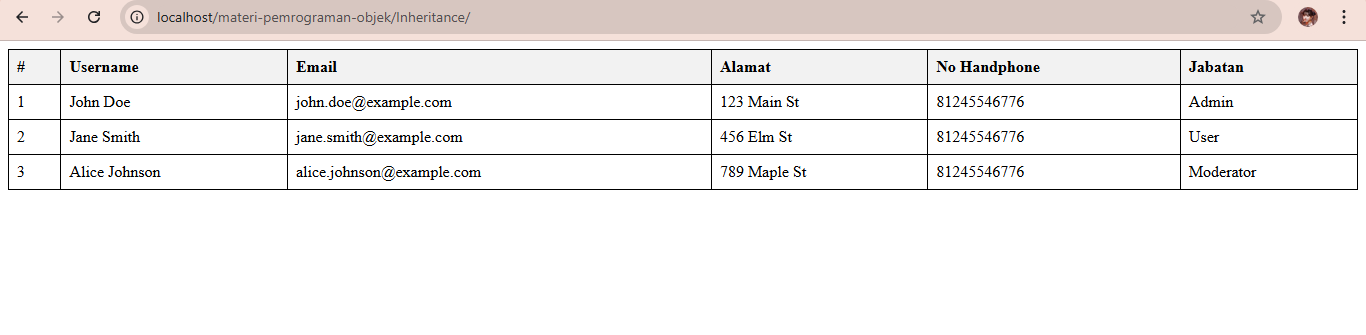 localhost/materi-pemrograman-objek/Inheritance/
# Username Email Alamat No Handphone Jabatan
1 John Doe john.doe@example.com 123 Main St 81245546776 Admin
2 Jane Smith jane.smith@example.com 456 Elm St 81245546776 User
3 Alice Johnson alice.johnson@example.com 789 Maple St 81245546776 Moderator